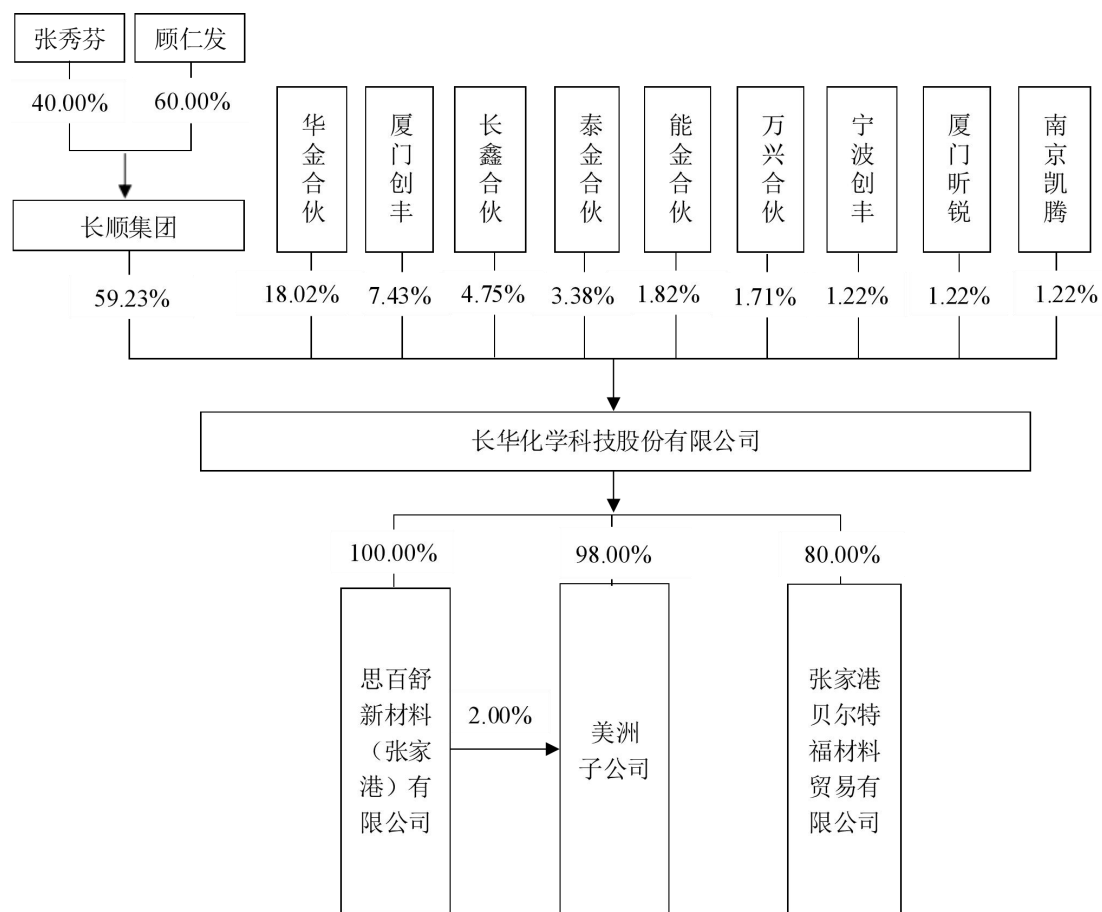 张秀芬
顾仁发
40.00%
60.00%
长顺集团
59.23%
华金合伙
厦门创丰
长鑫合伙
泰金合伙
能金合伙
万兴合伙
宁波创丰
厦门昕锐
南京凯腾
18.02%
7.43%
4.75%
3.38%
1.82%
1.71%
1.22%
1.22%
1.22%
长华化学科技股份有限公司
100.00%
98.00%
80.00%
思百舒
新材料
（张家
港）有
限公司
2.00%
美洲
子公司
张家港
贝尔特
福材料
贸易有
限公司